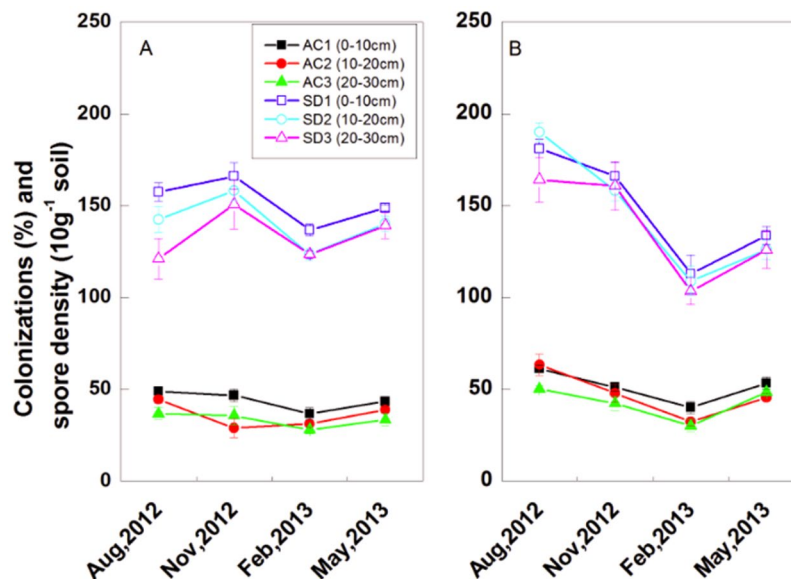 Colonizations (%) and
spore density (10g⁻¹ soil)
A
250
200
150
100
50
0
AC1 (0-10cm)
AC2 (10-20cm)
AC3 (20-30cm)
SD1 (0-10cm)
SD2 (10-20cm)
SD3 (20-30cm)
Aug,2012
Nov,2012
Feb,2013
May,2013
B
250
200
150
100
50
0
Aug,2012
Nov,2012
Feb,2013
May,2013